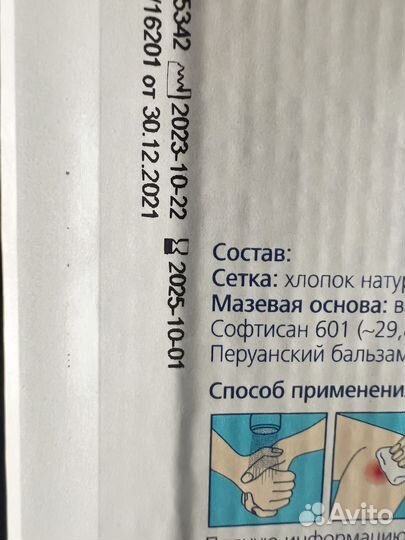 5342 2023-10-22 2025-10-01
/16201 от 30.12.2021
Состав:
Сетка: хлопок натур
Мазевая основа: ва
Софтисан 601 (~29,
Перуанский бальзам
Способ применени
Avito